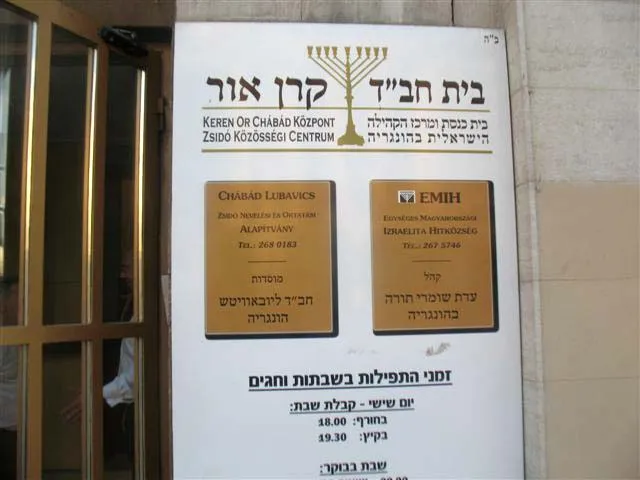 ב"ה
בית חב"ד קרן אור
KEREN OR CHÁBÁD KÖZPONT
ZSIDÓ KÖZÖSSÉGI CENTRUM
בית כנסת ומרכז הקהילה
הישראלית בהונגריה
CHÁBÁD LUBAVICS
ZSIDÓ NEVELÉSI ÉS OKTATÁSI
ALAPÍTVÁNY
TEL.: 268 0183
מוסדות
חב"ד ליובאוויטש
הונגריה
EMIH
EGYSÉGES MAGYARORSZÁGI
IZRAELITA HITKÖZSÉG
TEL.: 267 5746
קהל
עדת שומרי תורה
בהונגריה
זמני התפילות בשבתות וחגים
יום שישי - קבלת שבת:
בחורף: 18.00
בקיץ: 19.30
שבת בבוקר: